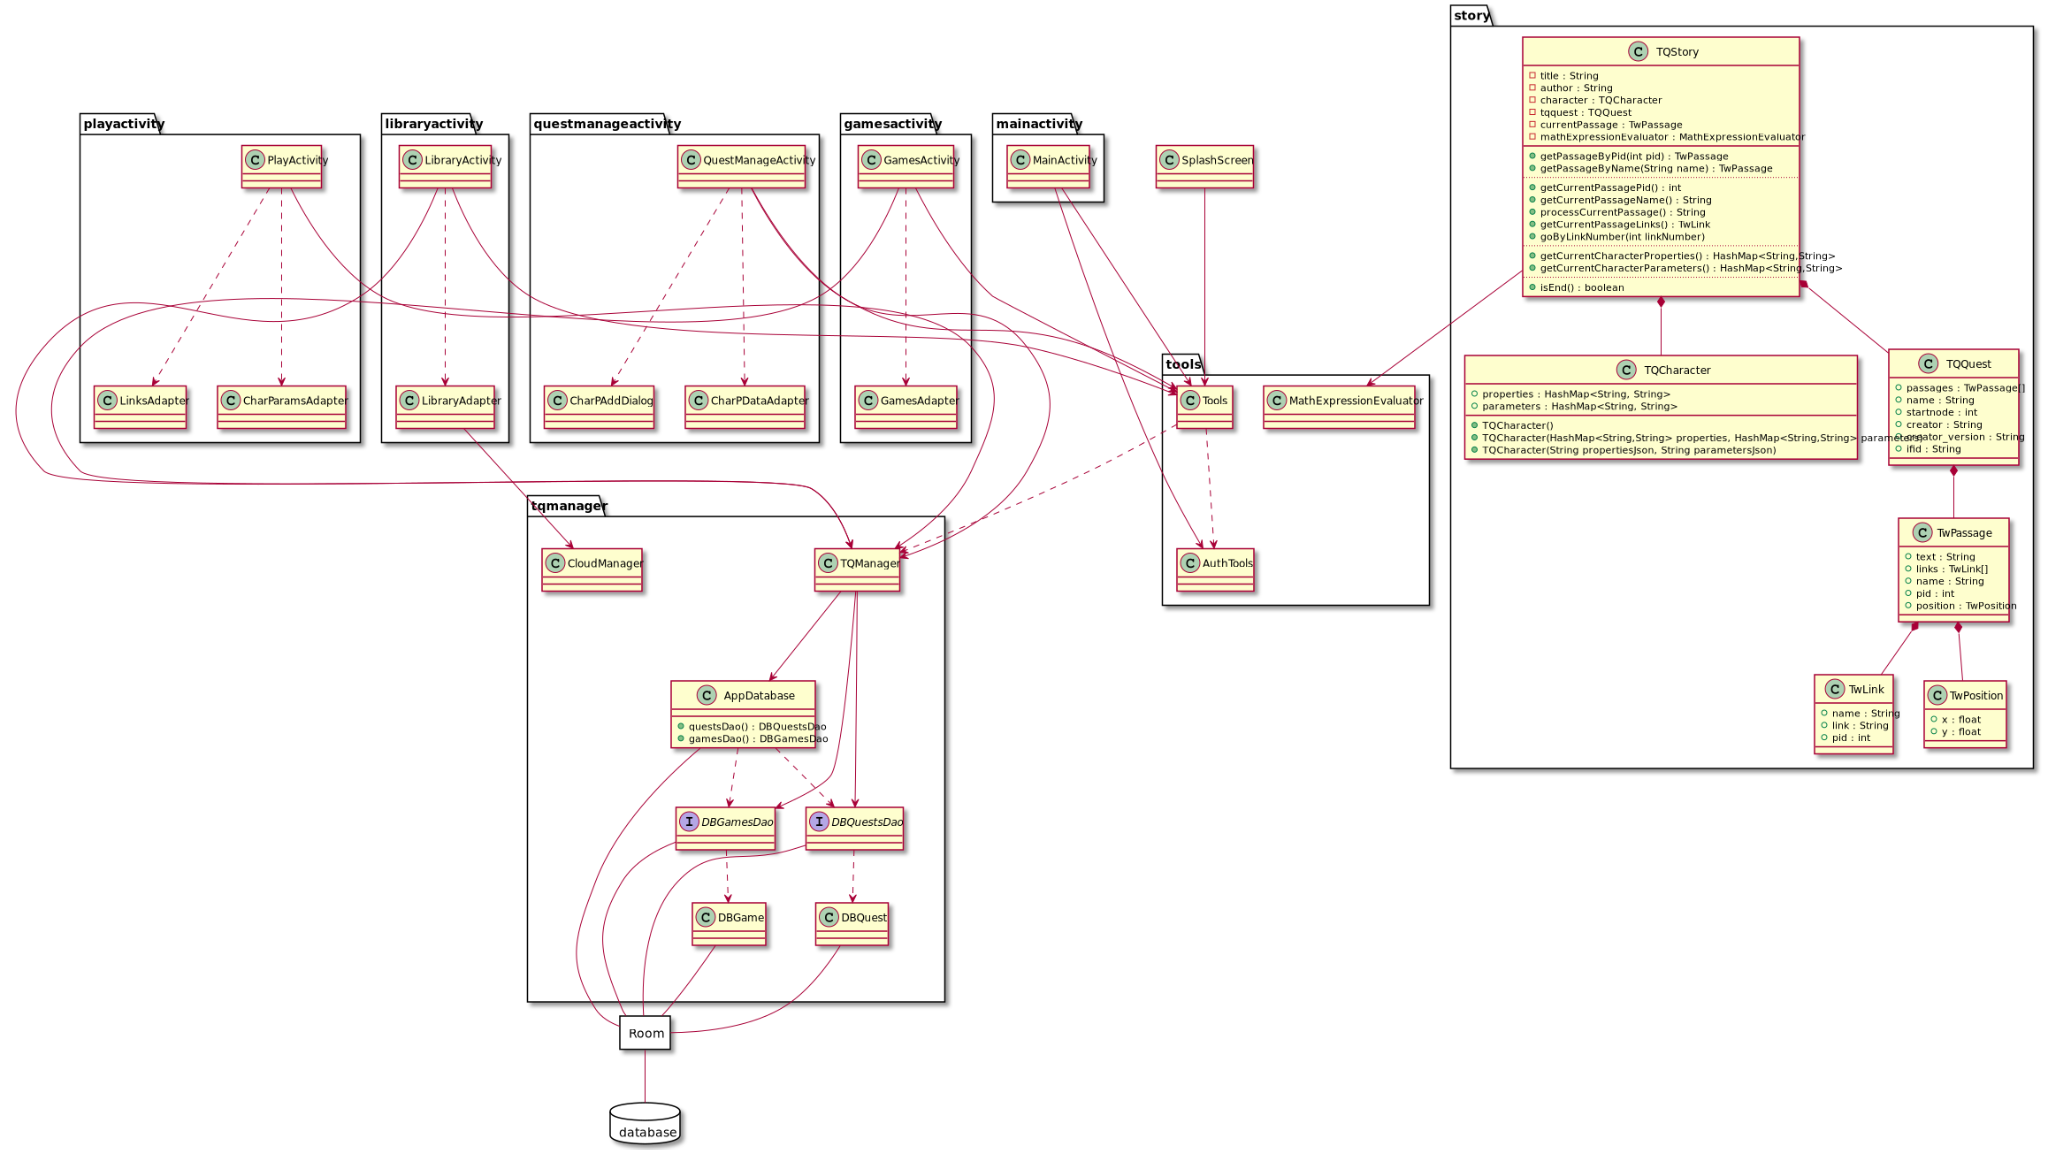 story
C TQStory
title : String
author : String
character : TQCharacter
tqquest : TQQuest
currentPassage : TwPassage
mathExpressionEvaluator : MathExpressionEvaluator
getPassageByPid(int pid) : TwPassage
getPassageByName(String name) : TwPassage
getCurrentPassagePid() : int
getCurrentPassageName() : String
processCurrentPassage() : String
getCurrentPassageLinks() : TwLink
goByLinkNumber(int linkNumber)
getCurrentCharacterProperties() : HashMap<String,String>
getCurrentCharacterParameters() : HashMap<String,String>
isEnd() : boolean
playactivity
C PlayActivity
C LinksAdapter
C CharParamsAdapter
libraryactivity
C LibraryActivity
C LibraryAdapter
questmanageactivity
C QuestManageActivity
C CharPAddDialog
C CharPDataAdapter
gamesactivity
C GamesActivity
C GamesAdapter
mainactivity
C MainActivity
C SplashScreen
tools
C Tools
C MathExpressionEvaluator
C AuthTools
C TQCharacter
properties : HashMap<String, String>
parameters : HashMap<String, String>
TQCharacter()
TQCharacter(HashMap<String,String> properties, HashMap<String,String> parameters)
TQCharacter(String propertiesJson, String parametersJson)
C TQQuest
passages : TwPassage[]
name : String
startnode : int
creator : String
creator_version : String
ifid : String
C TwPassage
text : String
links : TwLink[]
name : String
pid : int
position : TwPosition
C TwLink
name : String
link : String
pid : int
C TwPosition
x : float
y : float
tqmanager
C CloudManager
C TQManager
C AppDatabase
questsDao() : DBQuestsDao
gamesDao() : DBGamesDao
I DBGamesDao
I DBQuestsDao
C DBGame
C DBQuest
Room
database